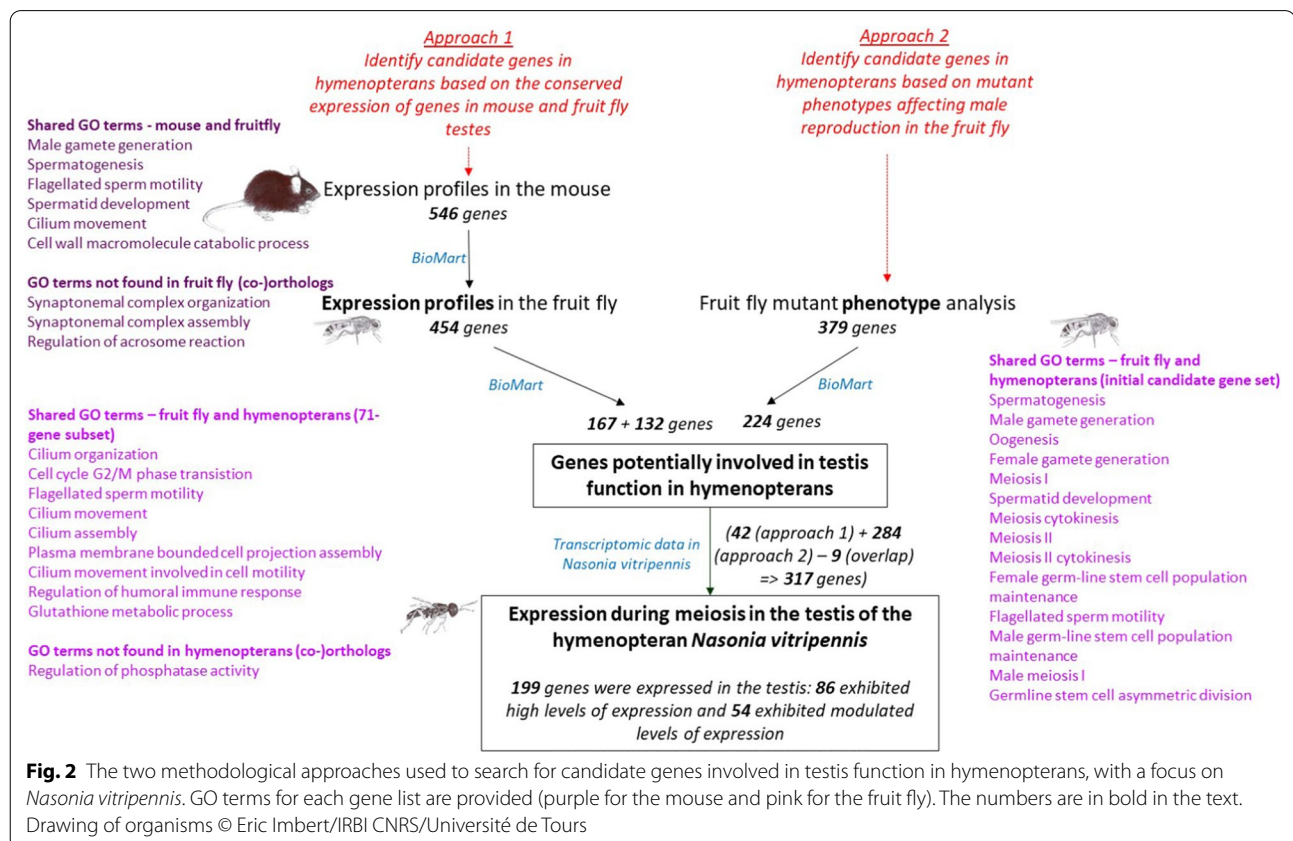 Approach 1
Identify candidate genes in
hymenopterans based on the conserved
expression of genes in mouse and fruit fly
testes
Approach 2
Identify candidate genes in
hymenopterans based on mutant
phenotypes affecting male
reproduction in the fruit fly
Shared GO terms - mouse and fruitfly
Male gamete generation
Spermatogenesis
Flagellated sperm motility
Spermatid development
Cilium movement
Cell wall macromolecule catabolic process
Expression profiles in the mouse
546 genes
BioMart
GO terms not found in fruit fly (co-)orthologs
Synaptonemal complex organization
Synaptonemal complex assembly
Regulation of acrosome reaction
Expression profiles in the fruit fly
454 genes
Fruit fly mutant phenotype analysis
379 genes
BioMart
BioMart
Shared GO terms – fruit fly and hymenopterans (71-
gene subset)
Cilium organization
Cell cycle G2/M phase transistion
Flagellated sperm motility
Cilium movement
Cilium assembly
Plasma membrane bounded cell projection assembly
Cilium movement involved in cell motility
Regulation of humoral immune response
Glutathione metabolic process
GO terms not found in hymenopterans (co-)orthologs
Regulation of phosphatase activity
167 + 132 genes
224 genes
Genes potentially involved in testis
function in hymenopterans
Transcriptomic data in
Nasonia vitripennis
(42 (approach 1) + 284
(approach 2) – 9 (overlap)
=> 317 genes)
Expression during meiosis in the testis of the
hymenopteran Nasonia vitripennis
199 genes were expressed in the testis: 86 exhibited
high levels of expression and 54 exhibited modulated
levels of expression
Shared GO terms – fruit fly and
hymenopterans (initial candidate gene set)
Spermatogenesis
Male gamete generation
Oogenesis
Female gamete generation
Meiosis I
Spermatid development
Meiosis cytokinesis
Meiosis II
Meiosis II cytokinesis
Female germ-line stem cell population
maintenance
Flagellated sperm motility
Male germ-line stem cell population
maintenance
Male meiosis I
Germline stem cell asymmetric division
Fig. 2 The two methodological approaches used to search for candidate genes involved in testis function in hymenopterans, with a focus on
Nasonia vitripennis. GO terms for each gene list are provided (purple for the mouse and pink for the fruit fly). The numbers are in bold in the text.
Drawing of organisms © Eric Imbert/IRBI CNRS/Université de Tours